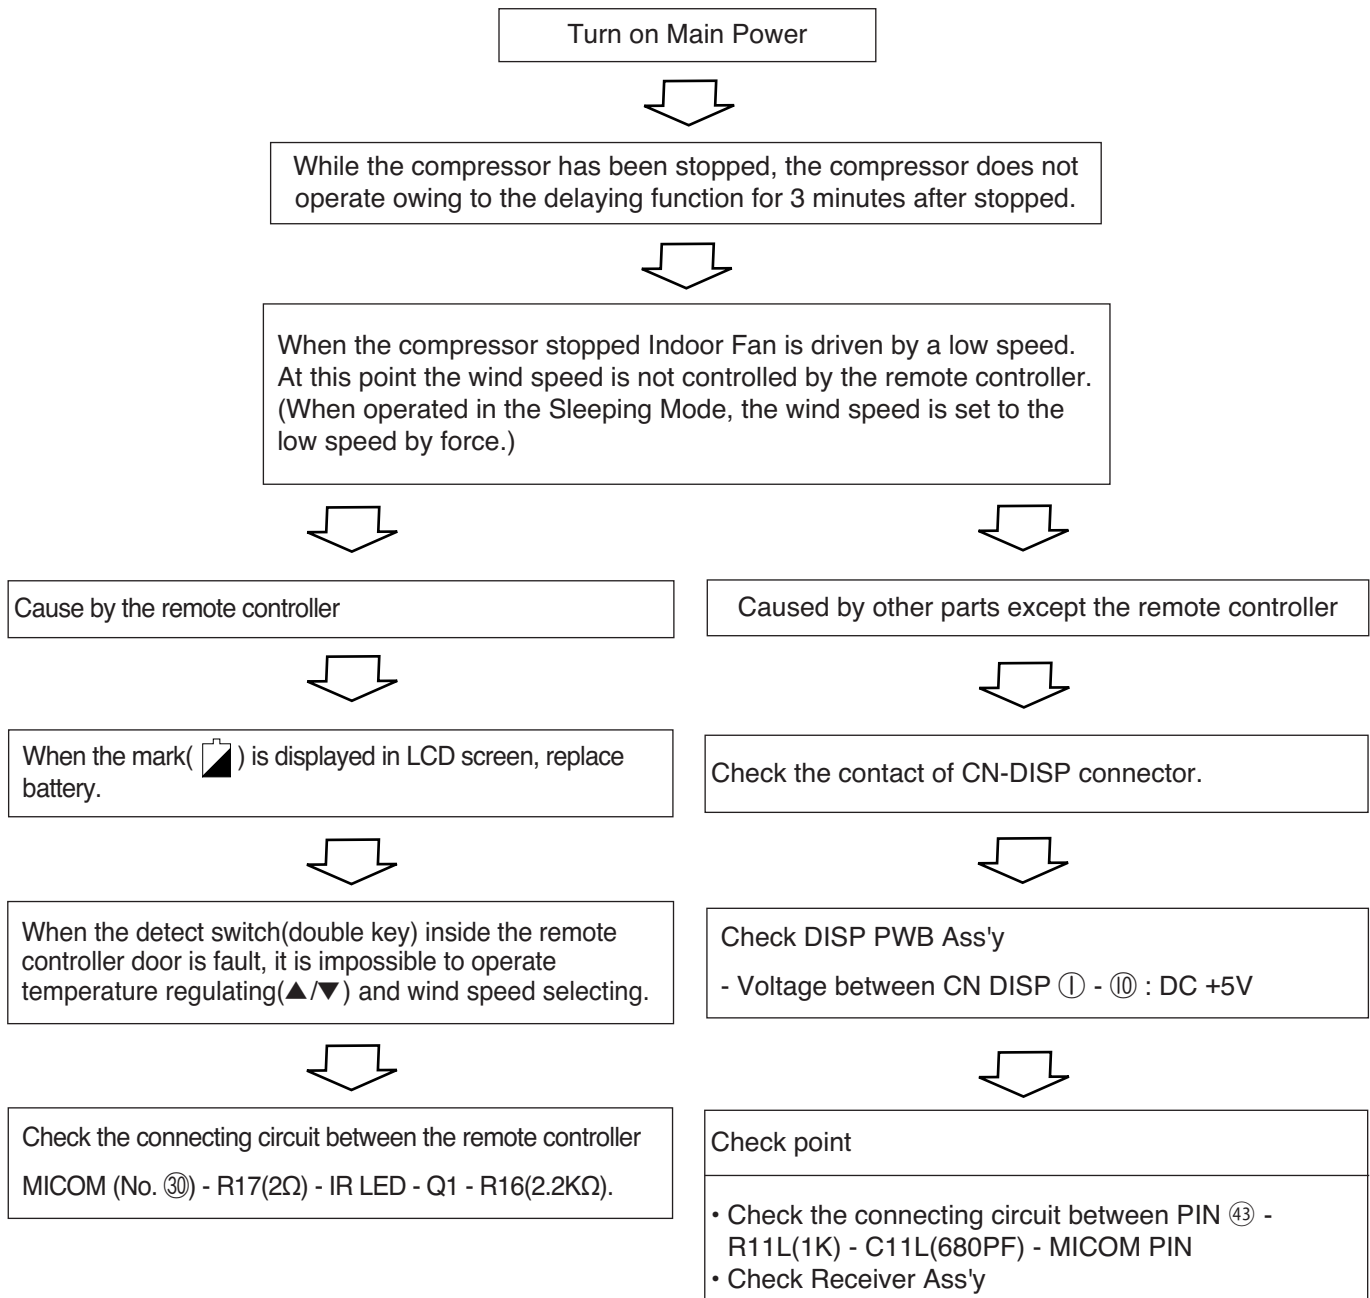 Turn on Main Power
While the compressor has been stopped, the compressor does not
operate owing to the delaying function for 3 minutes after stopped.
When the compressor stopped Indoor Fan is driven by a low speed.
At this point the wind speed is not controlled by the remote controller.
(When operated in the Sleeping Mode, the wind speed is set to the
low speed by force.)
Cause by the remote controller
When the mark( ) is displayed in LCD screen, replace
battery.
When the detect switch(double key) inside the remote
controller door is fault, it is impossible to operate
temperature regulating(▲/▼) and wind speed selecting.
Check the connecting circuit between the remote controller
MICOM (No. ㉚) - R17(2Ω) - IR LED - Q1 - R16(2.2KΩ).
Caused by other parts except the remote controller
Check the contact of CN-DISP connector.
Check DISP PWB Ass'y
- Voltage between CN DISP ① - ⑩ : DC +5V
Check point
• Check the connecting circuit between PIN ㊸ -
R11L(1K) - C11L(680PF) - MICOM PIN
• Check Receiver Ass'y